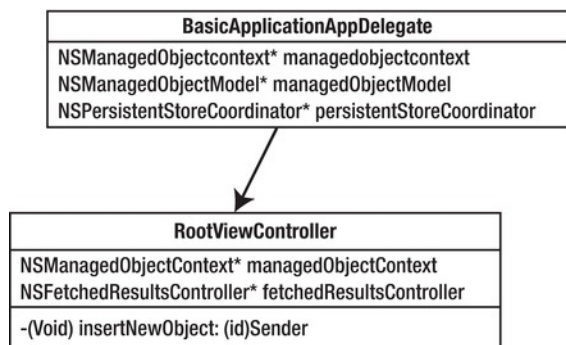 BasicApplicationAppDelegate
NSManagedObjectcontext* managedobjectcontext
NSManagedObjectModel* managedObjectModel
NSPersistentStoreCoordinator* persistentStoreCoordinator
RootViewController
NSManagedObjectContext* managedObjectContext
NSFetchedResultsController* fetchedResultsController
-(Void) insertNewObject: (id)Sender